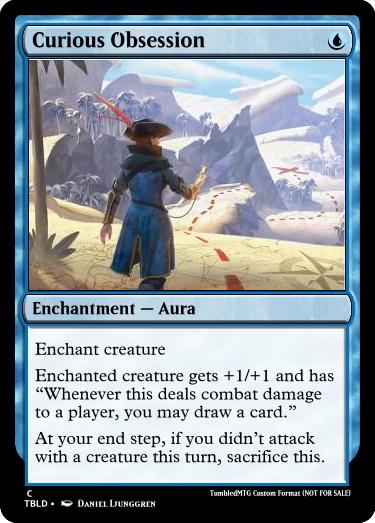 Curious Obsession
Enchantment — Aura
Enchant creature
Enchanted creature gets +1/+1 and has
“Whenever this deals combat damage
to a player, you may draw a card.”
At your end step, if you didn’t attack
with a creature this turn, sacrifice this.
C
TBLD • Daniel Ljunggren
TumbledMTG Custom Format (NOT FOR SALE)